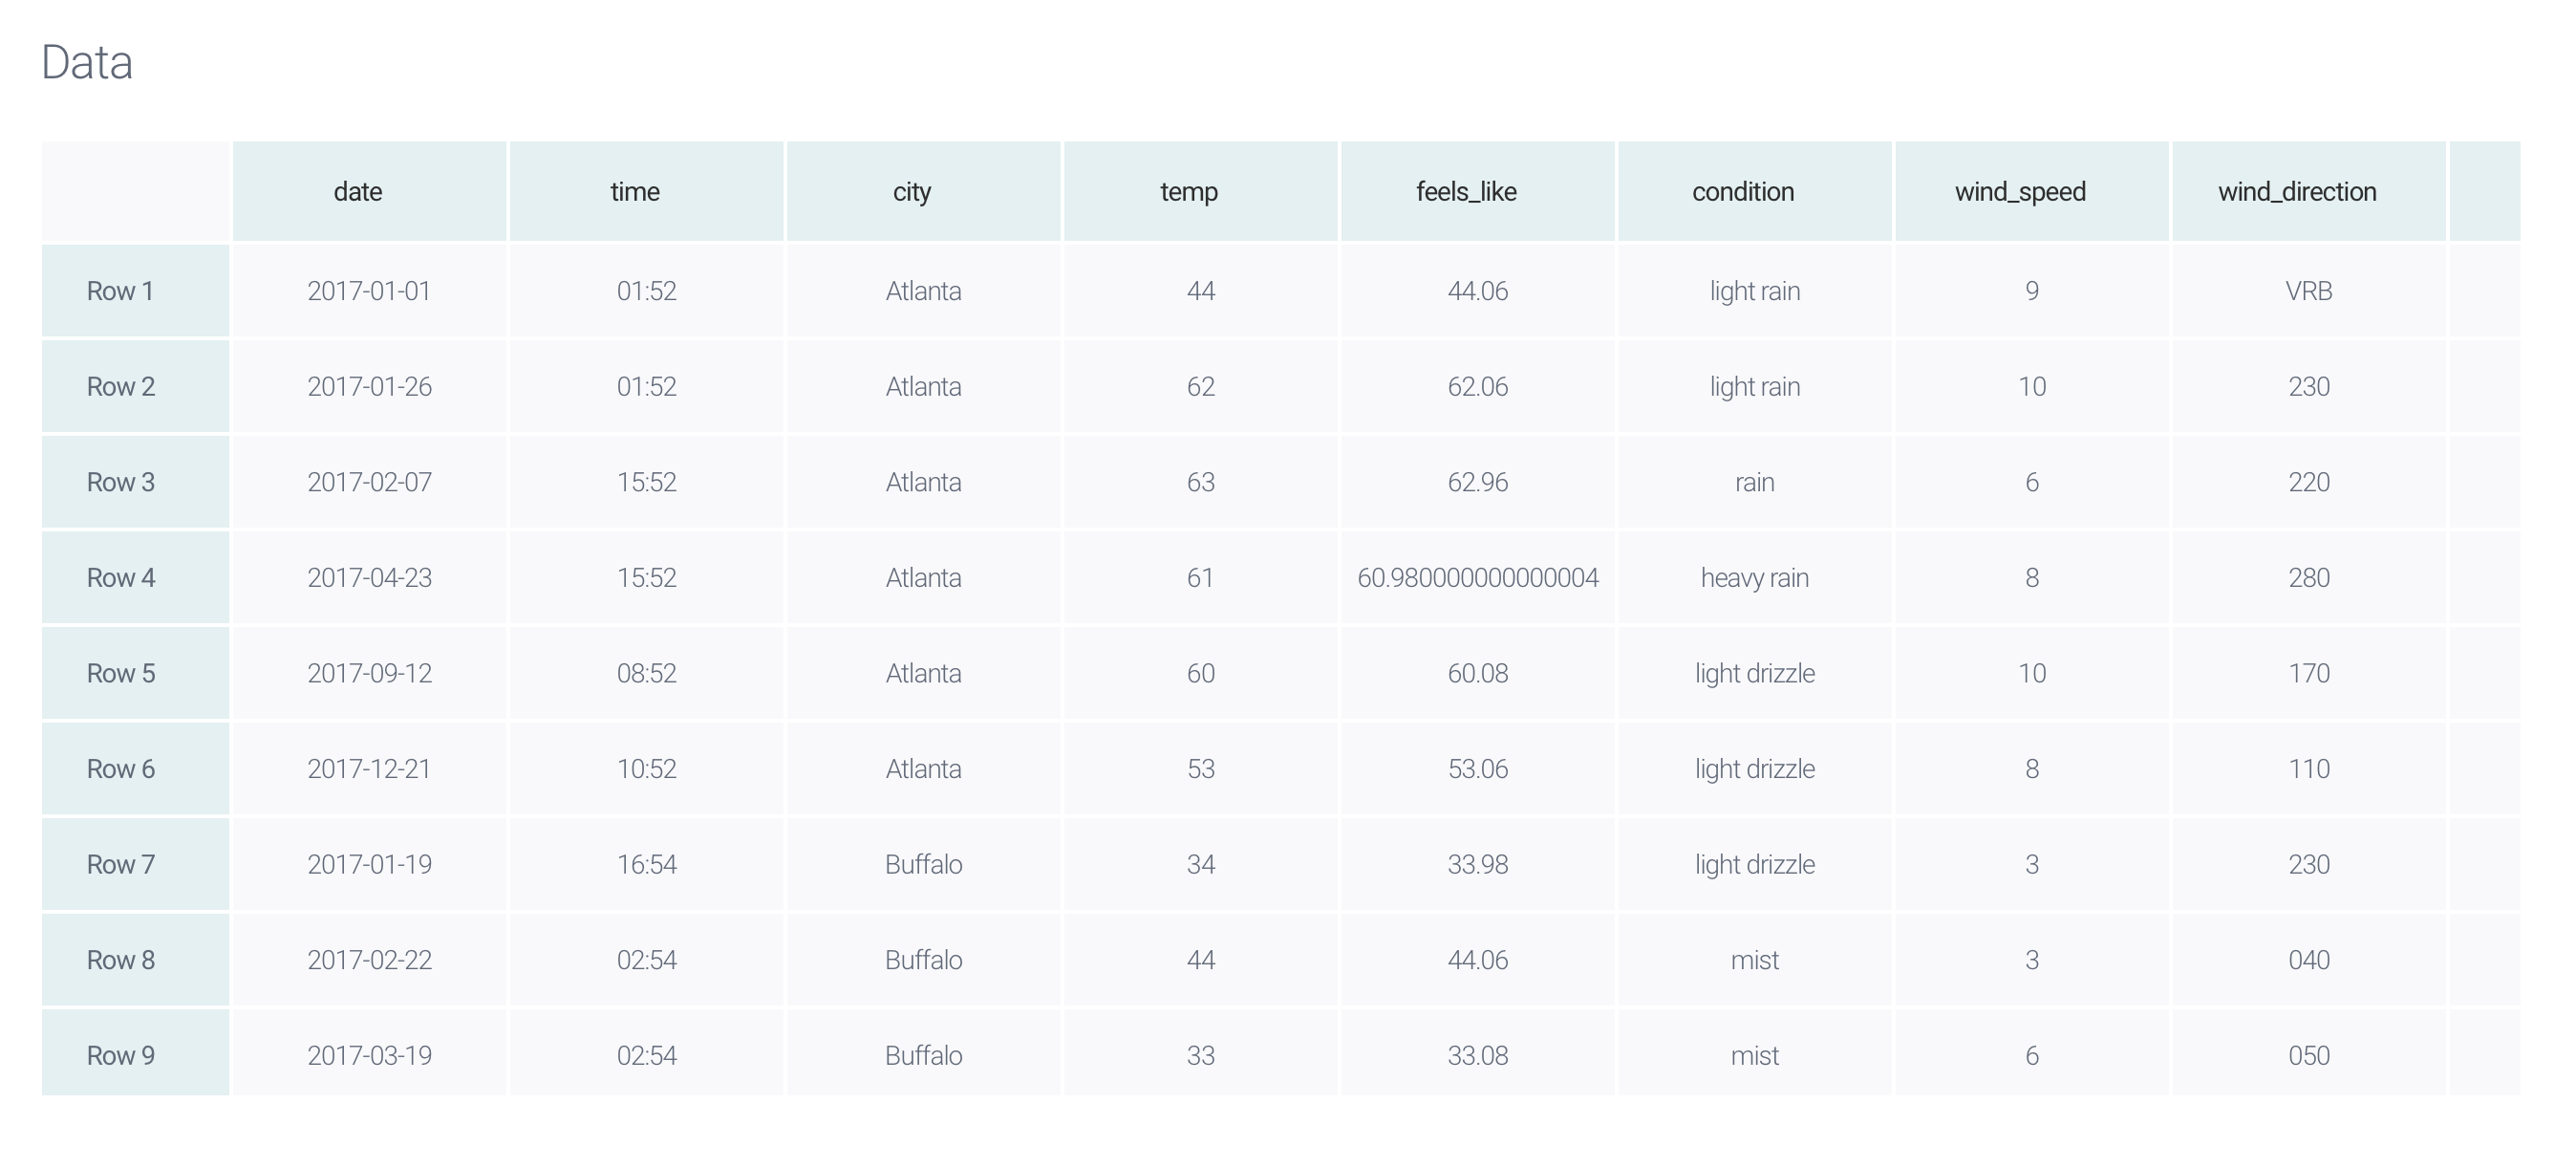 Data
date time city temp feels_like condition wind_speed wind_direction
Row 1 2017-01-01 01:52 Atlanta 44 44.06 light rain 9 VRB
Row 2 2017-01-26 01:52 Atlanta 62 62.06 light rain 10 230
Row 3 2017-02-07 15:52 Atlanta 63 62.96 rain 6 220
Row 4 2017-04-23 15:52 Atlanta 61 60.980000000000004 heavy rain 8 280
Row 5 2017-09-12 08:52 Atlanta 60 60.08 light drizzle 10 170
Row 6 2017-12-21 10:52 Atlanta 53 53.06 light drizzle 8 110
Row 7 2017-01-19 16:54 Buffalo 34 33.98 light drizzle 3 230
Row 8 2017-02-22 02:54 Buffalo 44 44.06 mist 3 040
Row 9 2017-03-19 02:54 Buffalo 33 33.08 mist 6 050